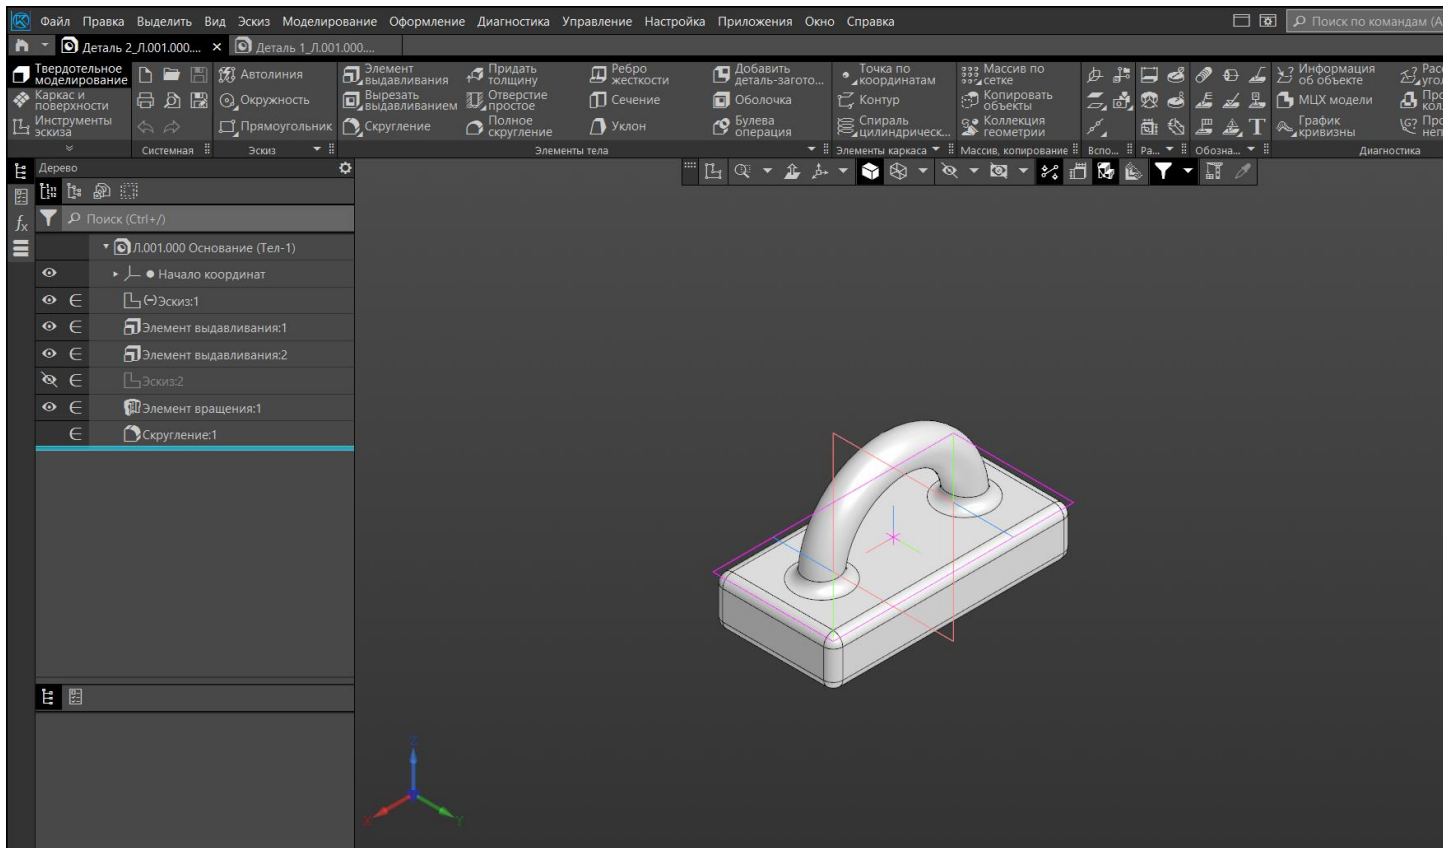 Файл Правка Выделить Вид Эскиз Моделирование Оформление Диагностика Управление Настройка Приложения Окно Справка Поиск по командам (A
Деталь 2_Л.001.000.... Деталь 1_Л.001.000....
Твердотельное моделирование
Каркас и поверхности
Инструменты эскиза
Системная
Автолиния
Окружность
Прямоугольник
Эскиз
Элемент выдавливания
Вырезать выдавливанием
Скругление
Придать толщину
Отверстие простое
Полное скругление
Ребро жесткости
Сечение
Уклон
Добавить деталь-загото...
Оболочка
Булева операция
Элементы тела
Точка по координатам
Контур
Спираль цилиндрическ...
Элементы каркаса
Массив по сетке
Копировать объекты
Коллекция геометрии
Массив, копирование
Вспо...
Ра...
Обозна...
Информация об объекте
МЦХ модели
График кривизны
Диагностика
Дерево
Поиск (Ctrl+/)
Л.001.000 Основание (Тел-1)
Начало координат
(-)Эскиз:1
Элемент выдавливания:1
Элемент выдавливания:2
Эскиз:2
Элемент вращения:1
Скругление:1
Z
X
Y